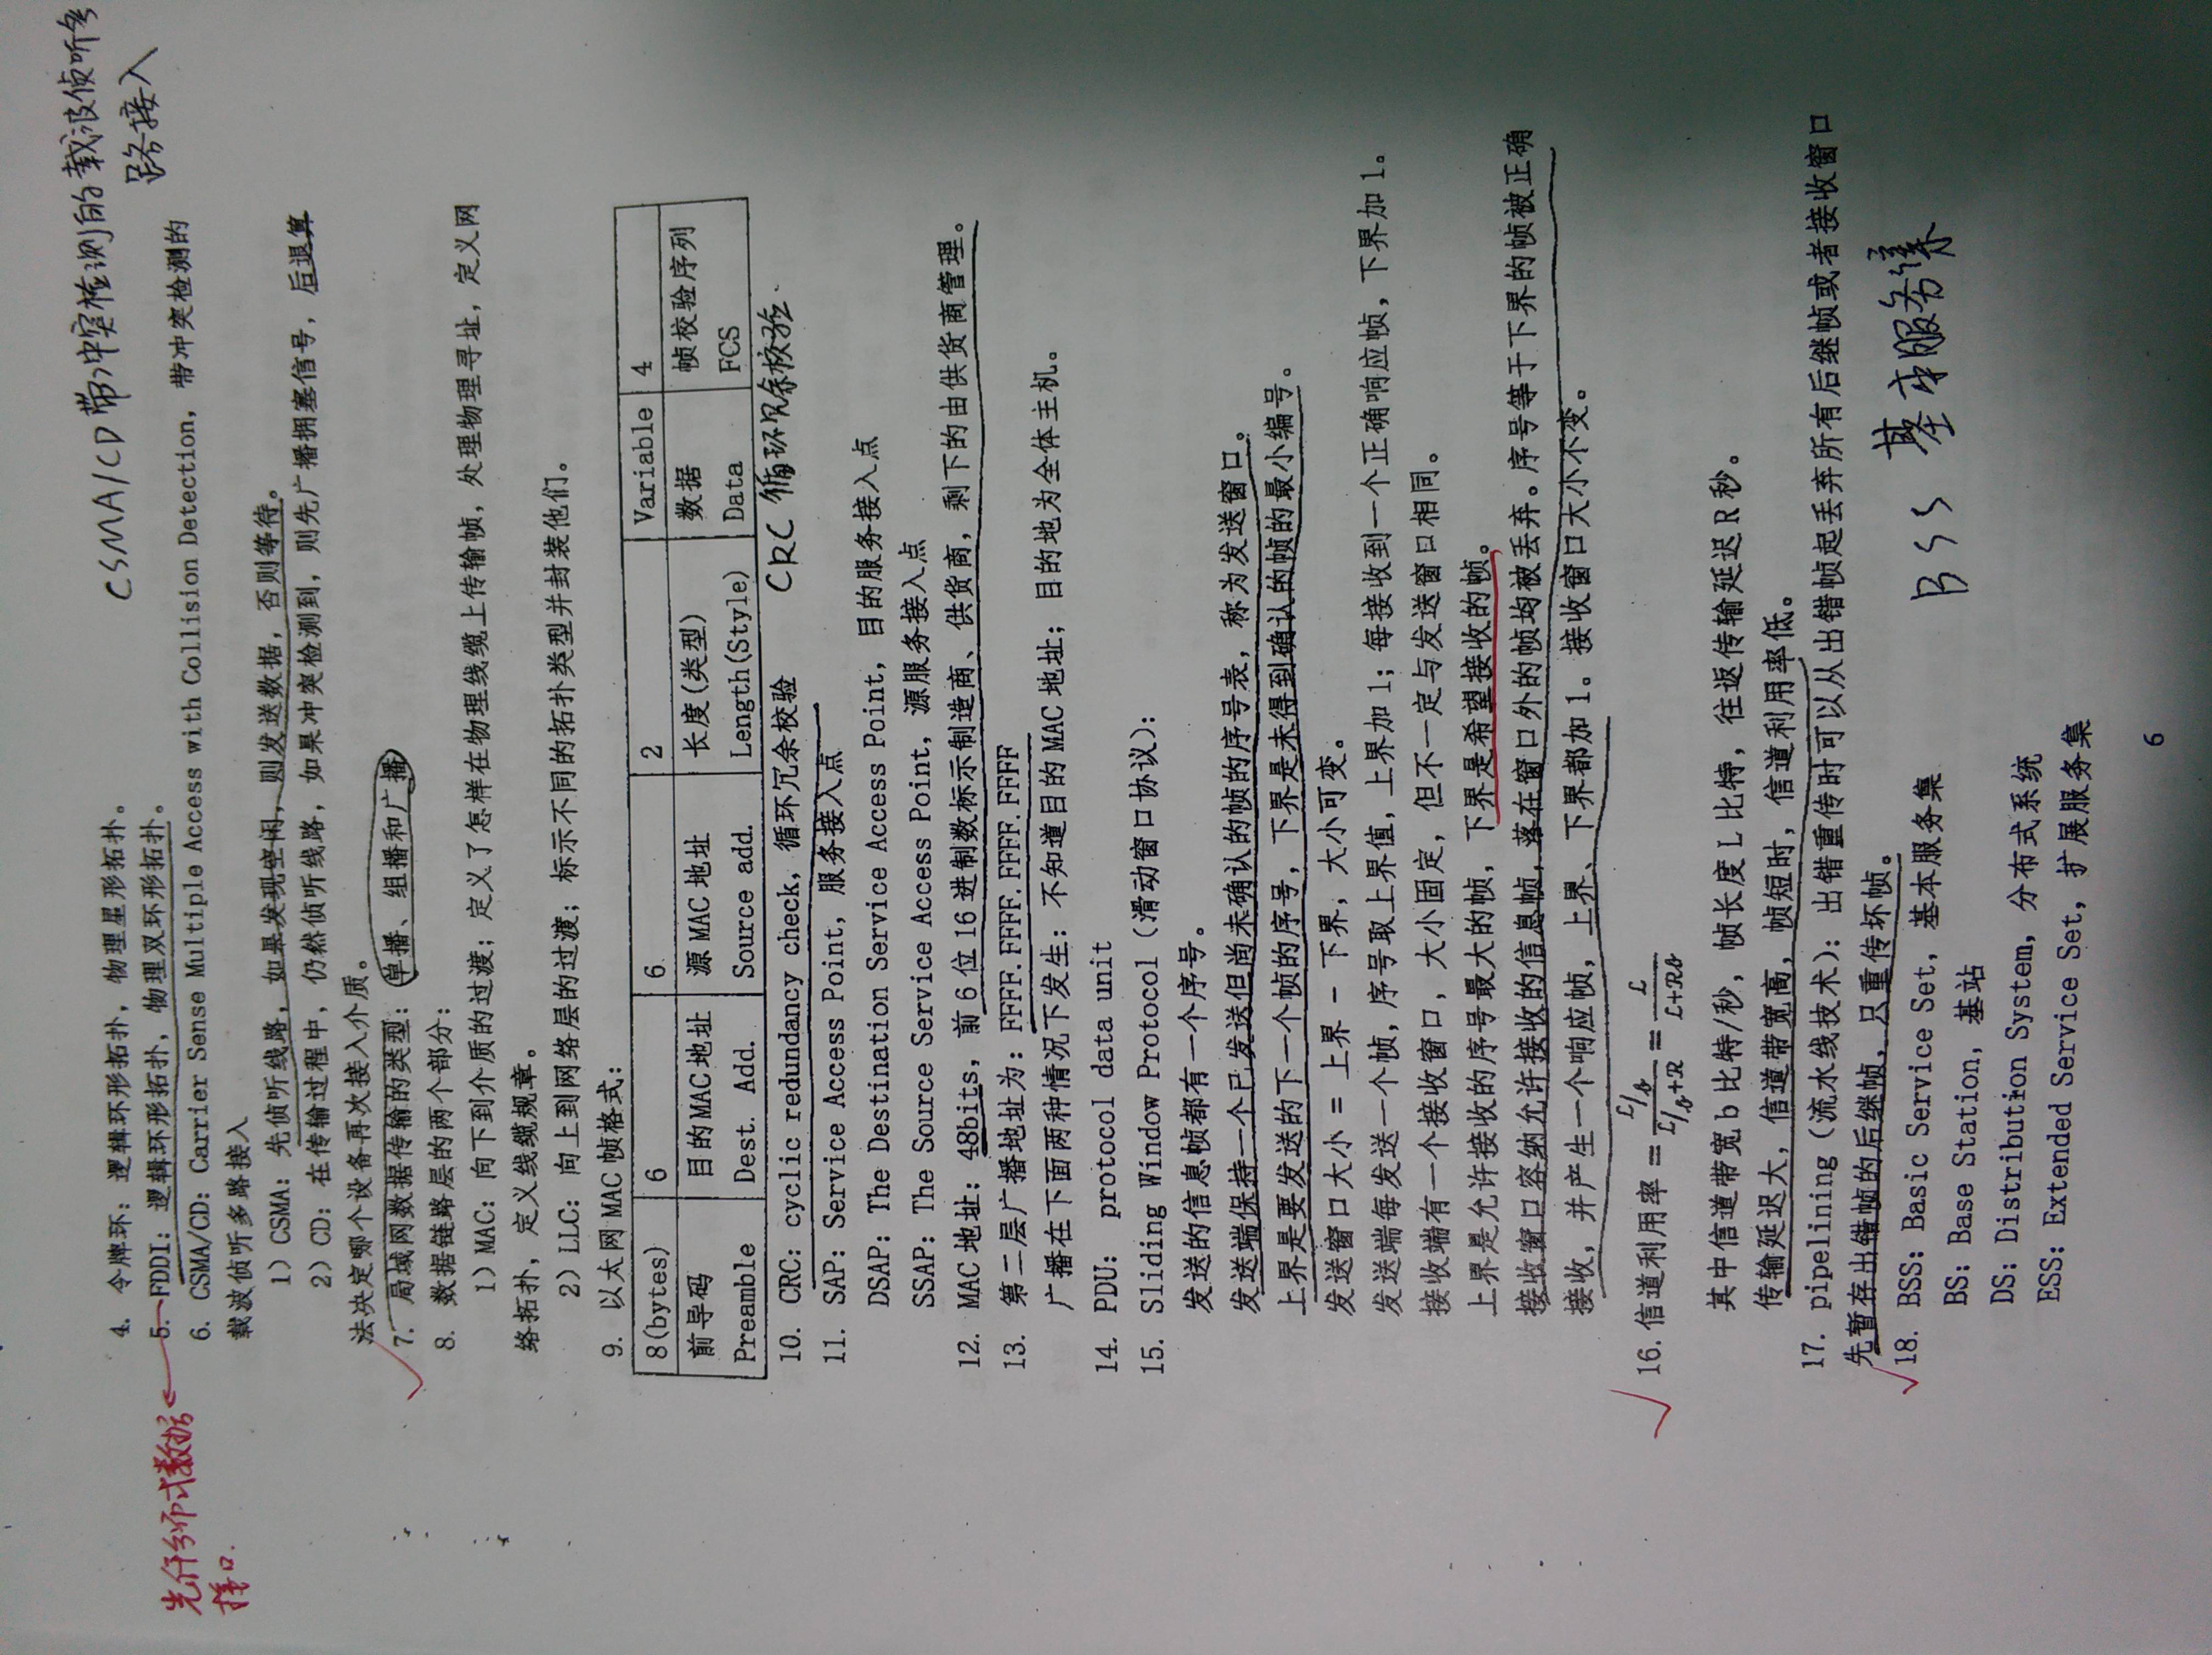 CSMA/CD 带冲突检测的载波侦听多
路接入
4. 令牌环：逻辑环形拓扑，物理星形拓扑。
5. FDDI：逻辑环形拓扑，物理双环形拓扑。
先仟分布式数据
接口.
6. CSMA/CD：Carrier Sense Multiple Access with Collision Detection，带冲突检测的
载波侦听多路接入
1）CSMA：先侦听线路，如果发现空闲，则发送数据，否则等待。
2）CD：在传输过程中，仍然侦听线路，如果冲突检测到，则先广播拥塞信号，后退算
法决定哪个设备再次接入介质。
7. 局域网数据传输的类型：单播、组播和广播
8. 数据链路层的两个部分：
1）MAC：向下到介质的过渡；定义了怎样在物理线缆上传输帧，处理物理寻址，定义网
络拓扑，定义线缆规章。
2）LLC：向上到网络层的过渡；标示不同的拓扑类型并封装他们。
9. 以太网 MAC 帧格式：
8(bytes) 6 6 2 Variable 4
前导码 目的MAC地址 源 MAC 地址 长度(类型) 数据 帧校验序列
Preamble Dest. Add. Source add. Length(Style) Data FCS
10. CRC：cyclic redundancy check，循环冗余校验 CRC 循环冗余校验.
11. SAP：Service Access Point，服务接入点
DSAP：The Destination Service Access Point，目的服务接入点
SSAP：The Source Service Access Point，源服务接入点
12. MAC 地址：48bits，前 6 位 16 进制数标示制造商、供货商，剩下的由供货商管理。
13. 第二层广播地址为：FFFF.FFFF.FFFF.FFFF
广播在下面两种情况下发生：不知道目的 MAC 地址；目的地为全体主机。
14. PDU： protocol data unit
15. Sliding Window Protocol（滑动窗口协议）：
发送的信息帧都有一个序号。
发送端保持一个已发送但尚未确认的帧的序号表，称为发送窗口。
上界是要发送的下一个帧的序号，下界是未得到确认的帧的最小编号。
发送窗口大小 = 上界 - 下界，大小可变。
发送端每发送一个帧，序号取上界值，上界加 1；每接收到一个正确响应帧，下界加 1。
接收端有一个接收窗口，大小固定，但不一定与发送窗口相同。
上界是允许接收的序号最大的帧，下界是希望接收的帧。
接收窗口容纳允许接收的信息帧，落在窗口外的帧均被丢弃。序号等于下界的帧被正确
接收，并产生一个响应帧，上界、下界都加 1。接收窗口大小不变。
16. 信道利用率 = (L/b)/(L/b+R) = L/(L+Rb)
其中信道带宽 b 比特/秒，帧长度 L 比特，往返传输延迟 R 秒。
传输延迟大，信道带宽高，帧短时，信道利用率低。
17. pipelining（流水线技术）：出错重传时可以从出错帧起丢弃所有后继帧或者接收窗口
先暂存出错帧的后继帧，只重传坏帧。
18. BSS：Basic Service Set，基本服务集 BSS 基本服务集
BS：Base Station，基站
DS：Distribution System，分布式系统
ESS：Extended Service Set，扩展服务集
6